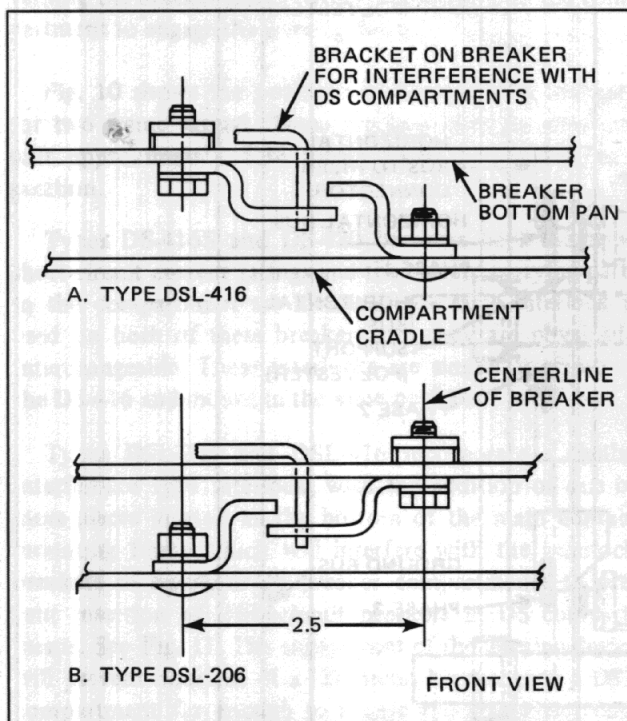 BRACKET ON BREAKER
FOR INTERFERENCE WITH
DS COMPARTMENTS
BREAKER
BOTTOM PAN
A. TYPE DSL-416
COMPARTMENT
CRADLE
CENTERLINE
OF BREAKER
2.5
B. TYPE DSL-206
FRONT VIEW